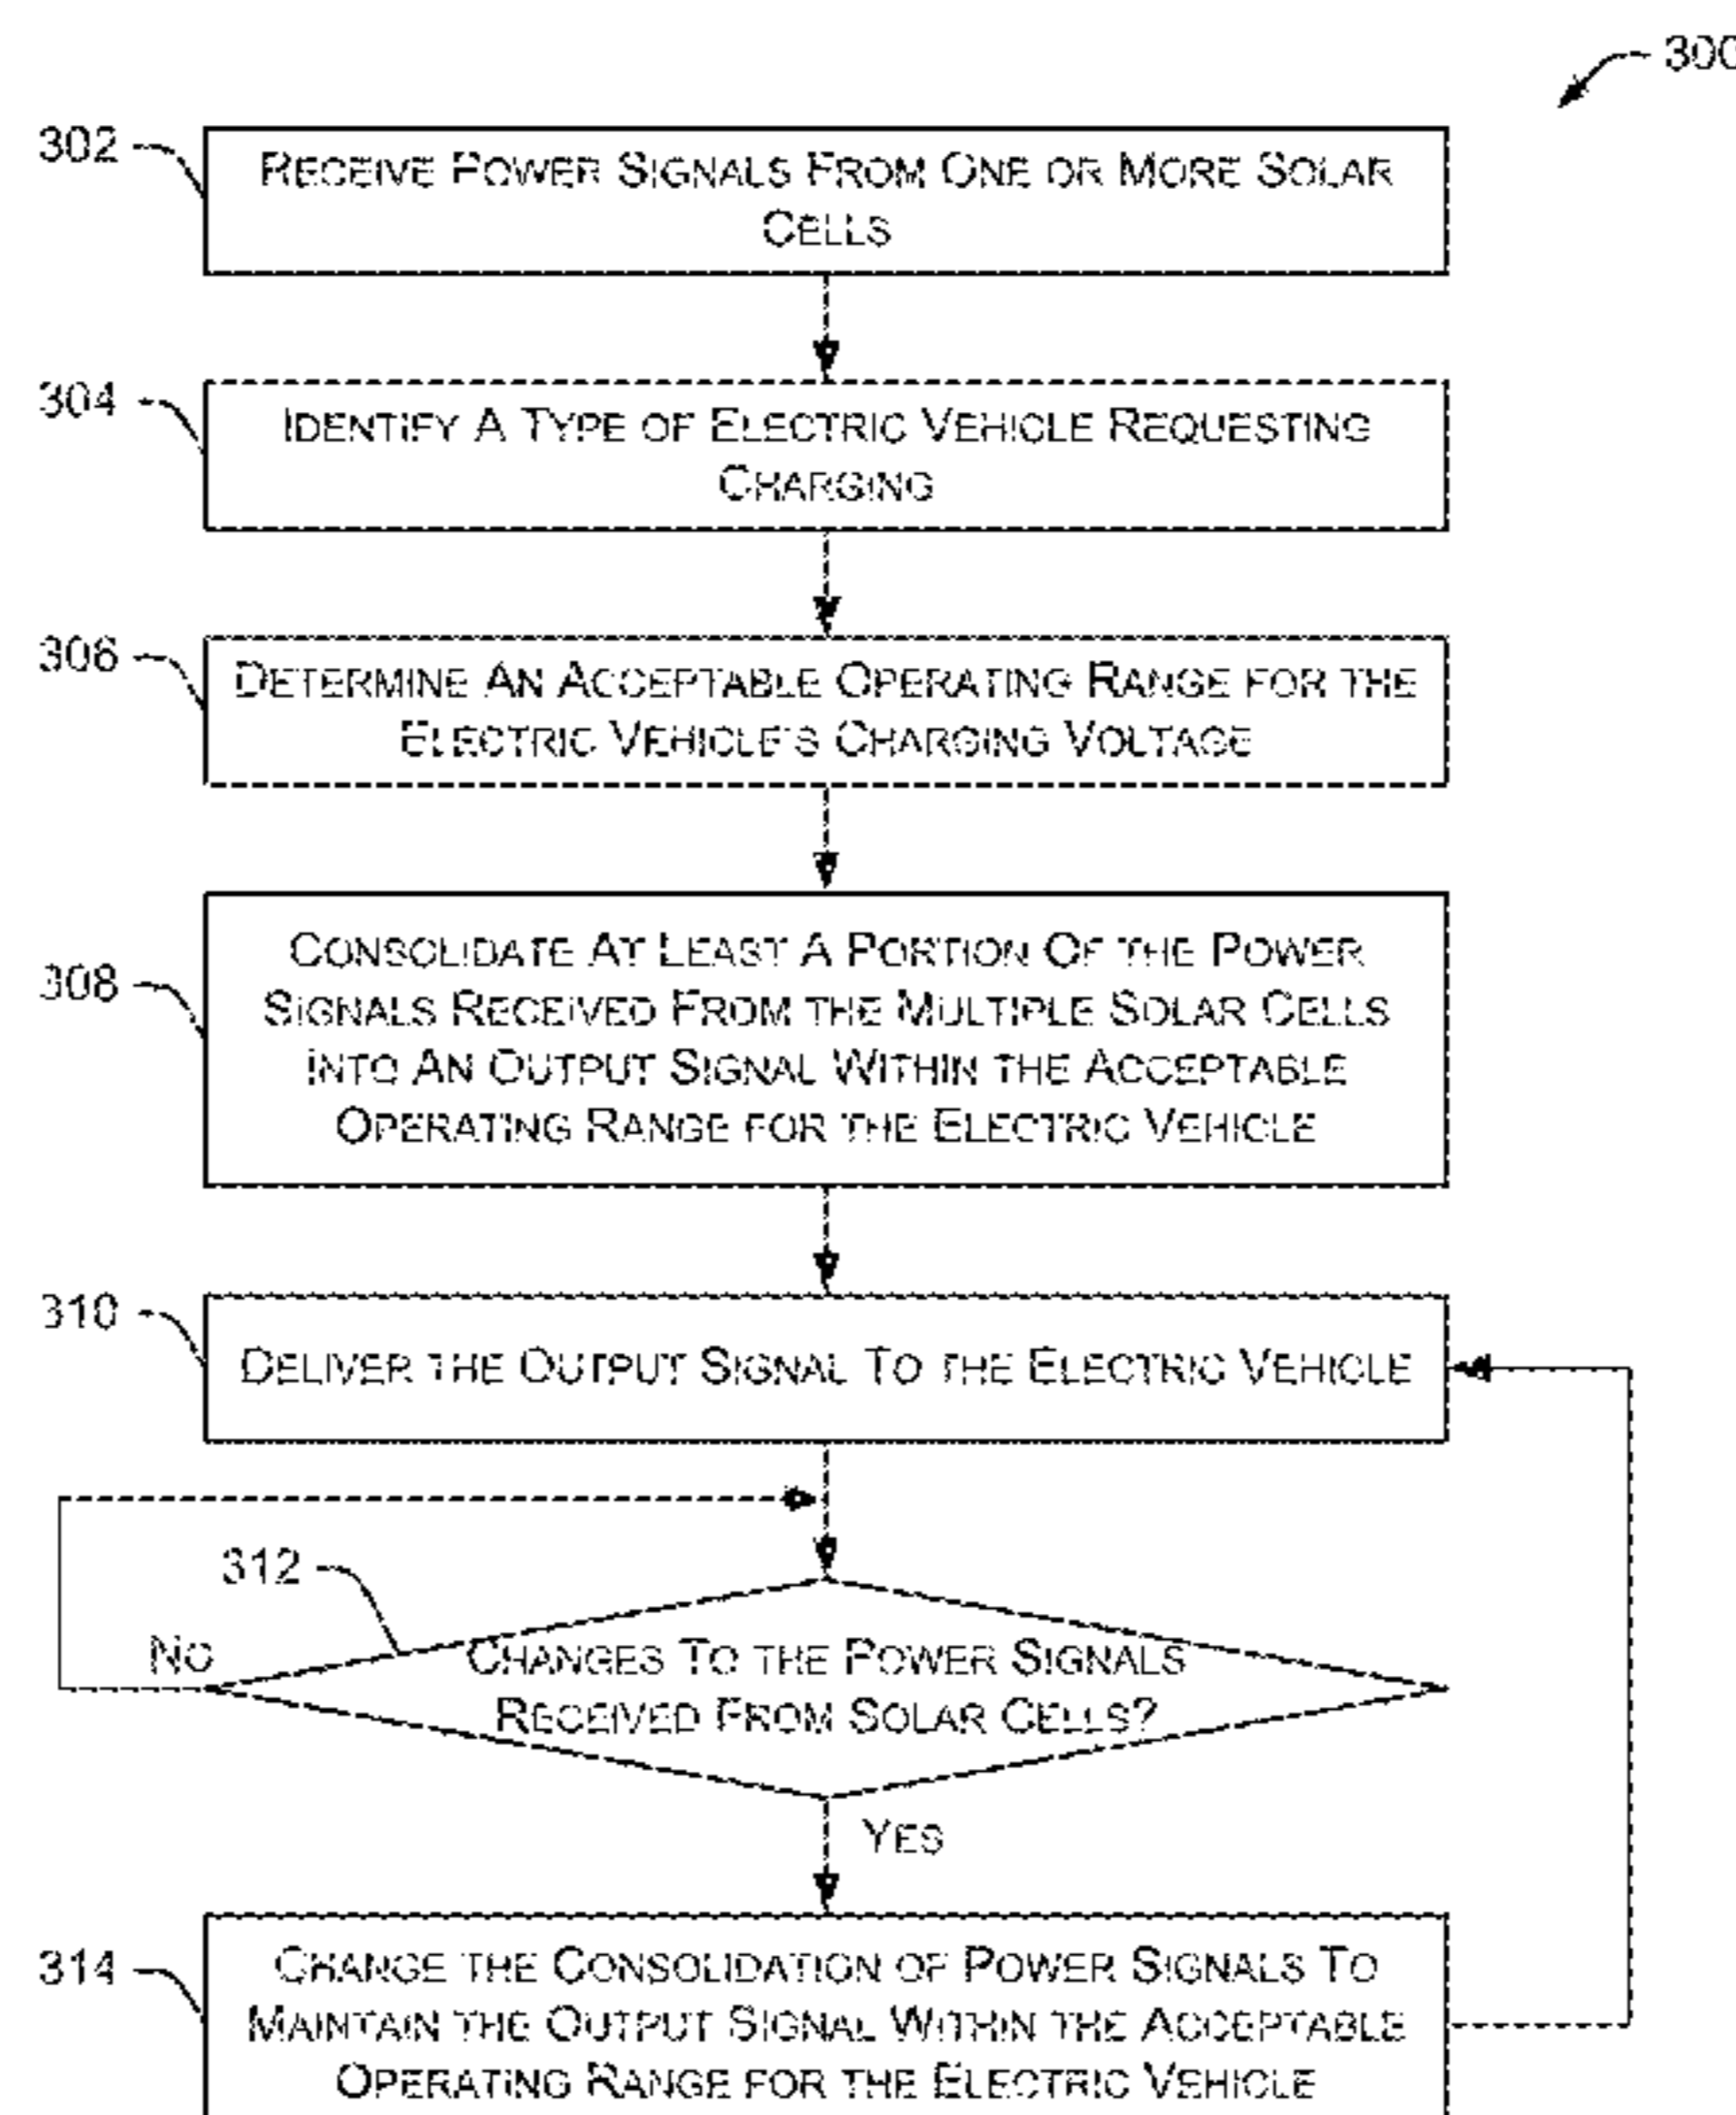 300
302
RECEIVE POWER SIGNALS FROM ONE OR MORE SOLAR
CELLS
304
IDENTIFY A TYPE OF ELECTRIC VEHICLE REQUESTING
CHARGING
306
DETERMINE AN ACCEPTABLE OPERATING RANGE FOR THE
ELECTRIC VEHICLE'S CHARGING VOLTAGE
308
CONSOLIDATE AT LEAST A PORTION OF THE POWER
SIGNALS RECEIVED FROM THE MULTIPLE SOLAR CELLS
INTO AN OUTPUT SIGNAL WITHIN THE ACCEPTABLE
OPERATING RANGE FOR THE ELECTRIC VEHICLE
310
DELIVER THE OUTPUT SIGNAL TO THE ELECTRIC VEHICLE
312
NO
CHANGES TO THE POWER SIGNALS
RECEIVED FROM SOLAR CELLS?
YES
314
CHANGE THE CONSOLIDATION OF POWER SIGNALS TO
MAINTAIN THE OUTPUT SIGNAL WITHIN THE ACCEPTABLE
OPERATING RANGE FOR THE ELECTRIC VEHICLE